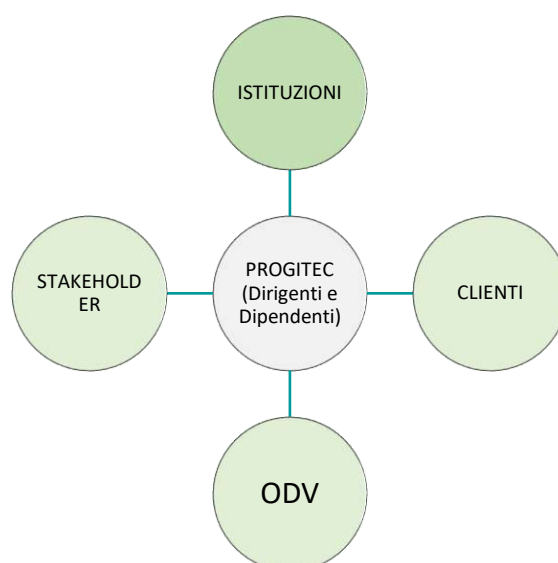 ISTITUZIONI
STAKEHOLD
ER
PROGITEC
(Dirigenti e
Dipendenti)
CLIENTI
ODV